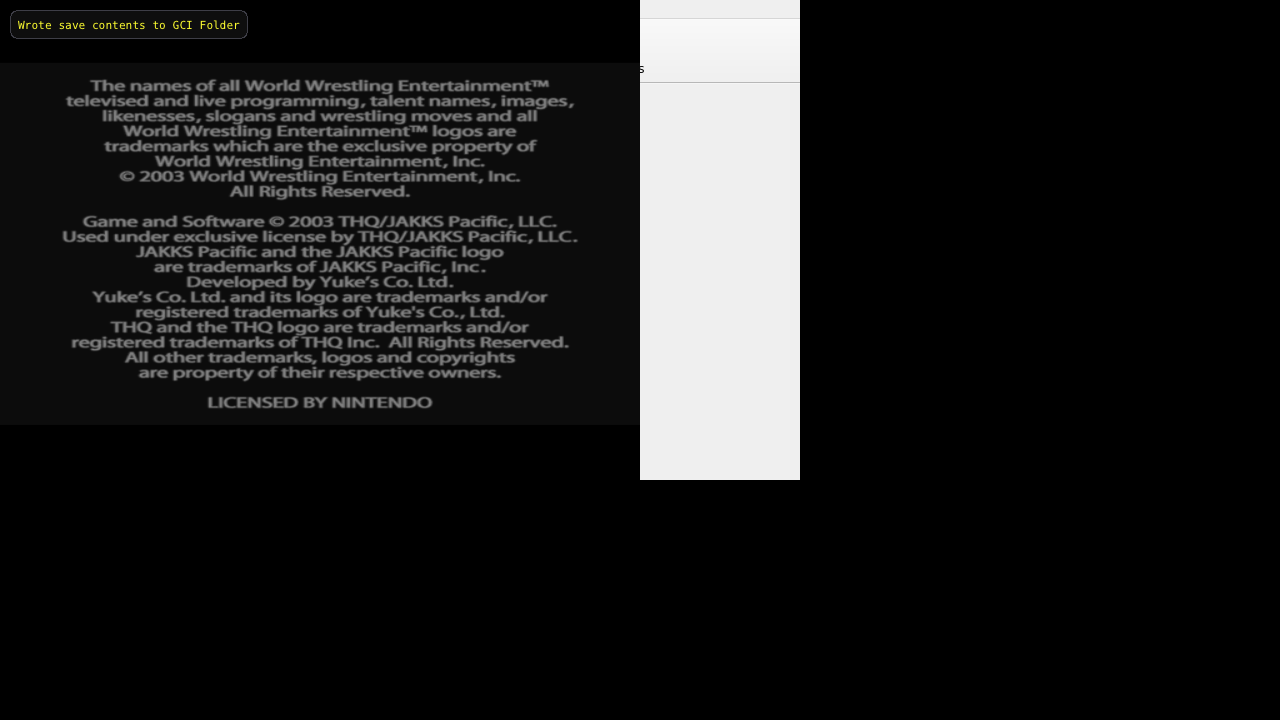 Wrote save contents to GCI Folder
s
The names of all World Wrestling Entertainment™
televised and live programming, talent names, images,
likenesses, slogans and wrestling moves and all
World Wrestling Entertainment™ logos are
trademarks which are the exclusive property of
World Wrestling Entertainment, Inc.
© 2003 World Wrestling Entertainment, Inc.
All Rights Reserved.
Game and Software © 2003 THQ/JAKKS Pacific, LLC.
Used under exclusive license by THQ/JAKKS Pacific, LLC.
JAKKS Pacific and the JAKKS Pacific logo
are trademarks of JAKKS Pacific, Inc.
Developed by Yuke’s Co. Ltd.
Yuke’s Co. Ltd. and its logo are trademarks and/or
registered trademarks of Yuke's Co., Ltd.
THQ and the THQ logo are trademarks and/or
registered trademarks of THQ Inc.  All Rights Reserved.
All other trademarks, logos and copyrights
are property of their respective owners.
LICENSED BY NINTENDO